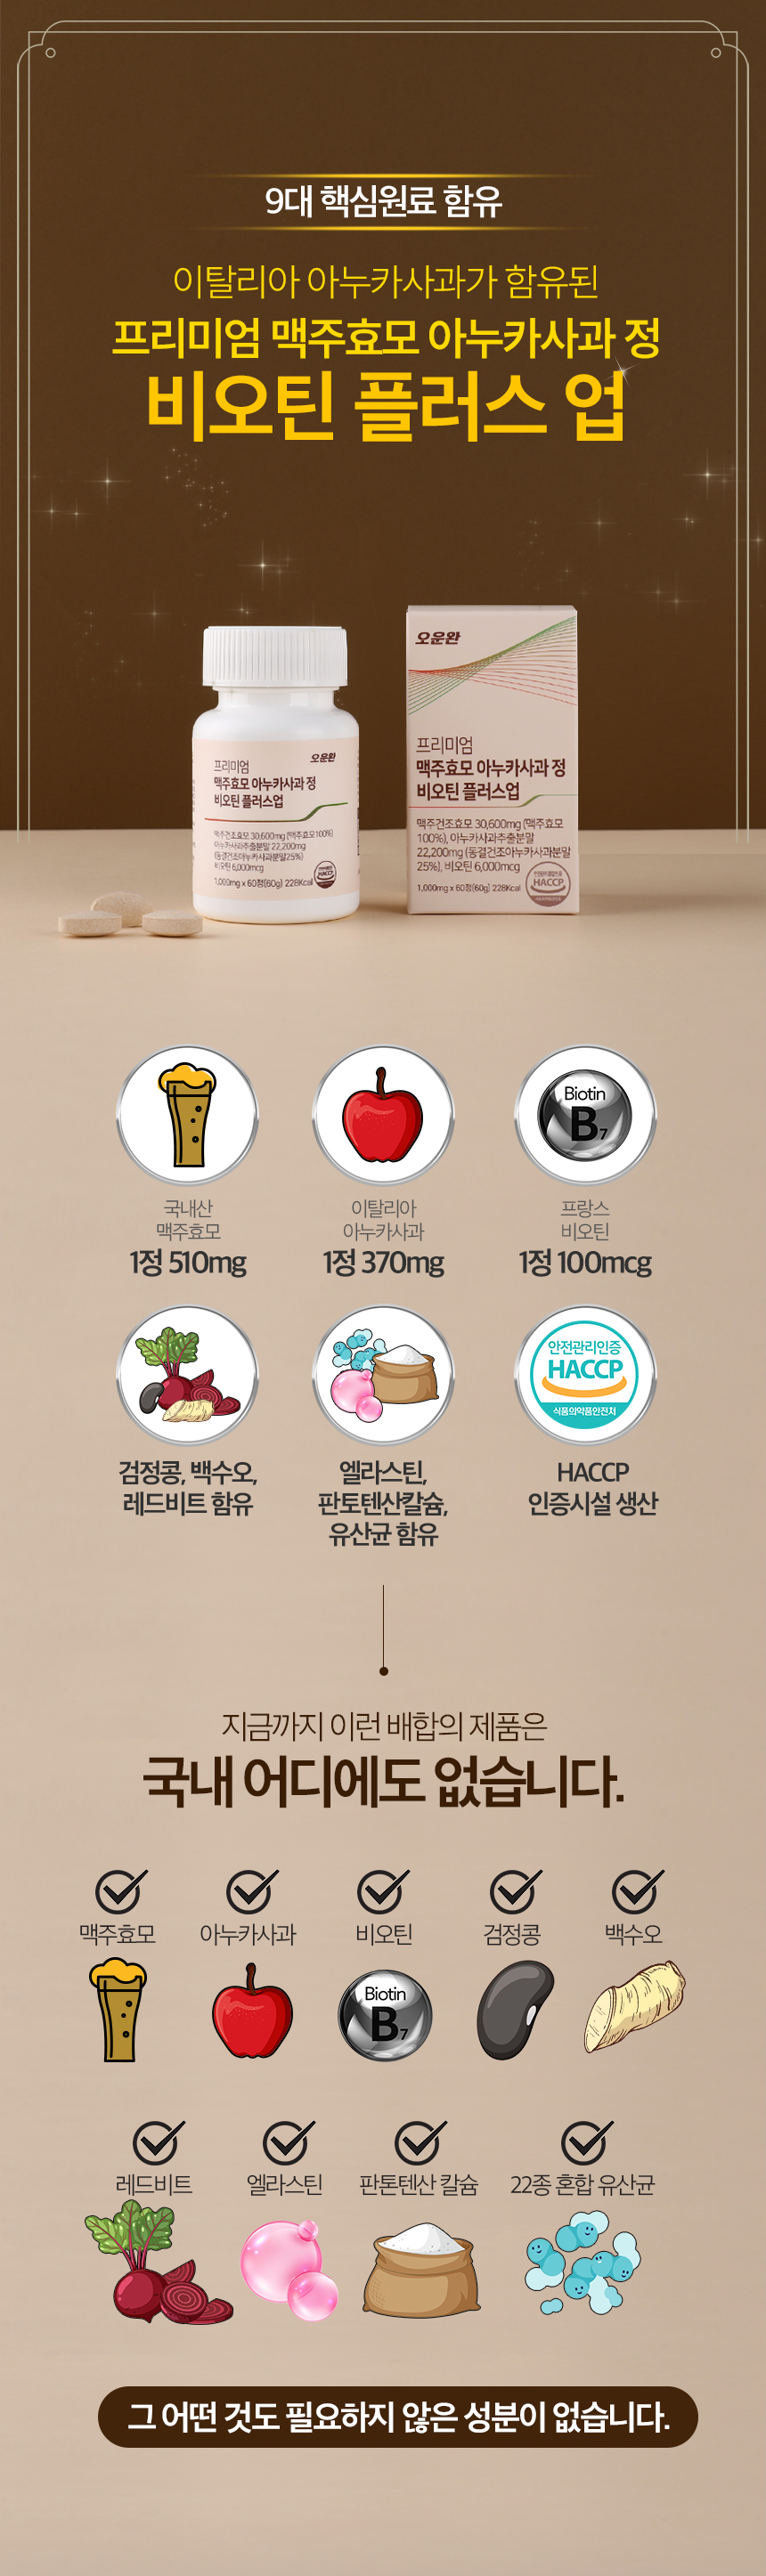 9대 핵심원료 함유
이탈리아 아누카사과가 함유된
프리미엄 맥주효모 아누카사과 정
비오틴 플러스 업
오운완
프리미엄
맥주효모 아누카사과 정
비오틴 플러스업
맥주건조효모 30,600mg (맥주효모100%)
아누카사과추출분말 22,200mg
(동결건조아누카사과분말25%)
비오틴 6,000mcg
1,000mg x 60정(60g) 228Kcal
HACCP
오운완
프리미엄
맥주효모 아누카사과 정
비오틴 플러스업
맥주건조효모 30,600mg (맥주효모
100%), 아누카사과추출분말
22,200mg (동결건조아누카사과분말
25%), 비오틴 6,000mcg
1,000mg x 60정(60g) 228Kcal
안전관리인증
HACCP
Biotin
B7
국내산
맥주효모
1정 510mg
이탈리아
아누카사과
1정 370mg
프랑스
비오틴
1정 100mcg
안전관리인증
HACCP
식품의약품안전처
검정콩, 백수오,
레드비트 함유
엘라스틴,
판토텐산칼슘,
유산균 함유
HACCP
인증시설 생산
지금까지 이런 배합의 제품은
국내 어디에도 없습니다.
맥주효모
아누카사과
비오틴
검정콩
백수오
Biotin
B7
레드비트
엘라스틴
판톤텐산 칼슘
22종 혼합 유산균
그 어떤 것도 필요하지 않은 성분이 없습니다.